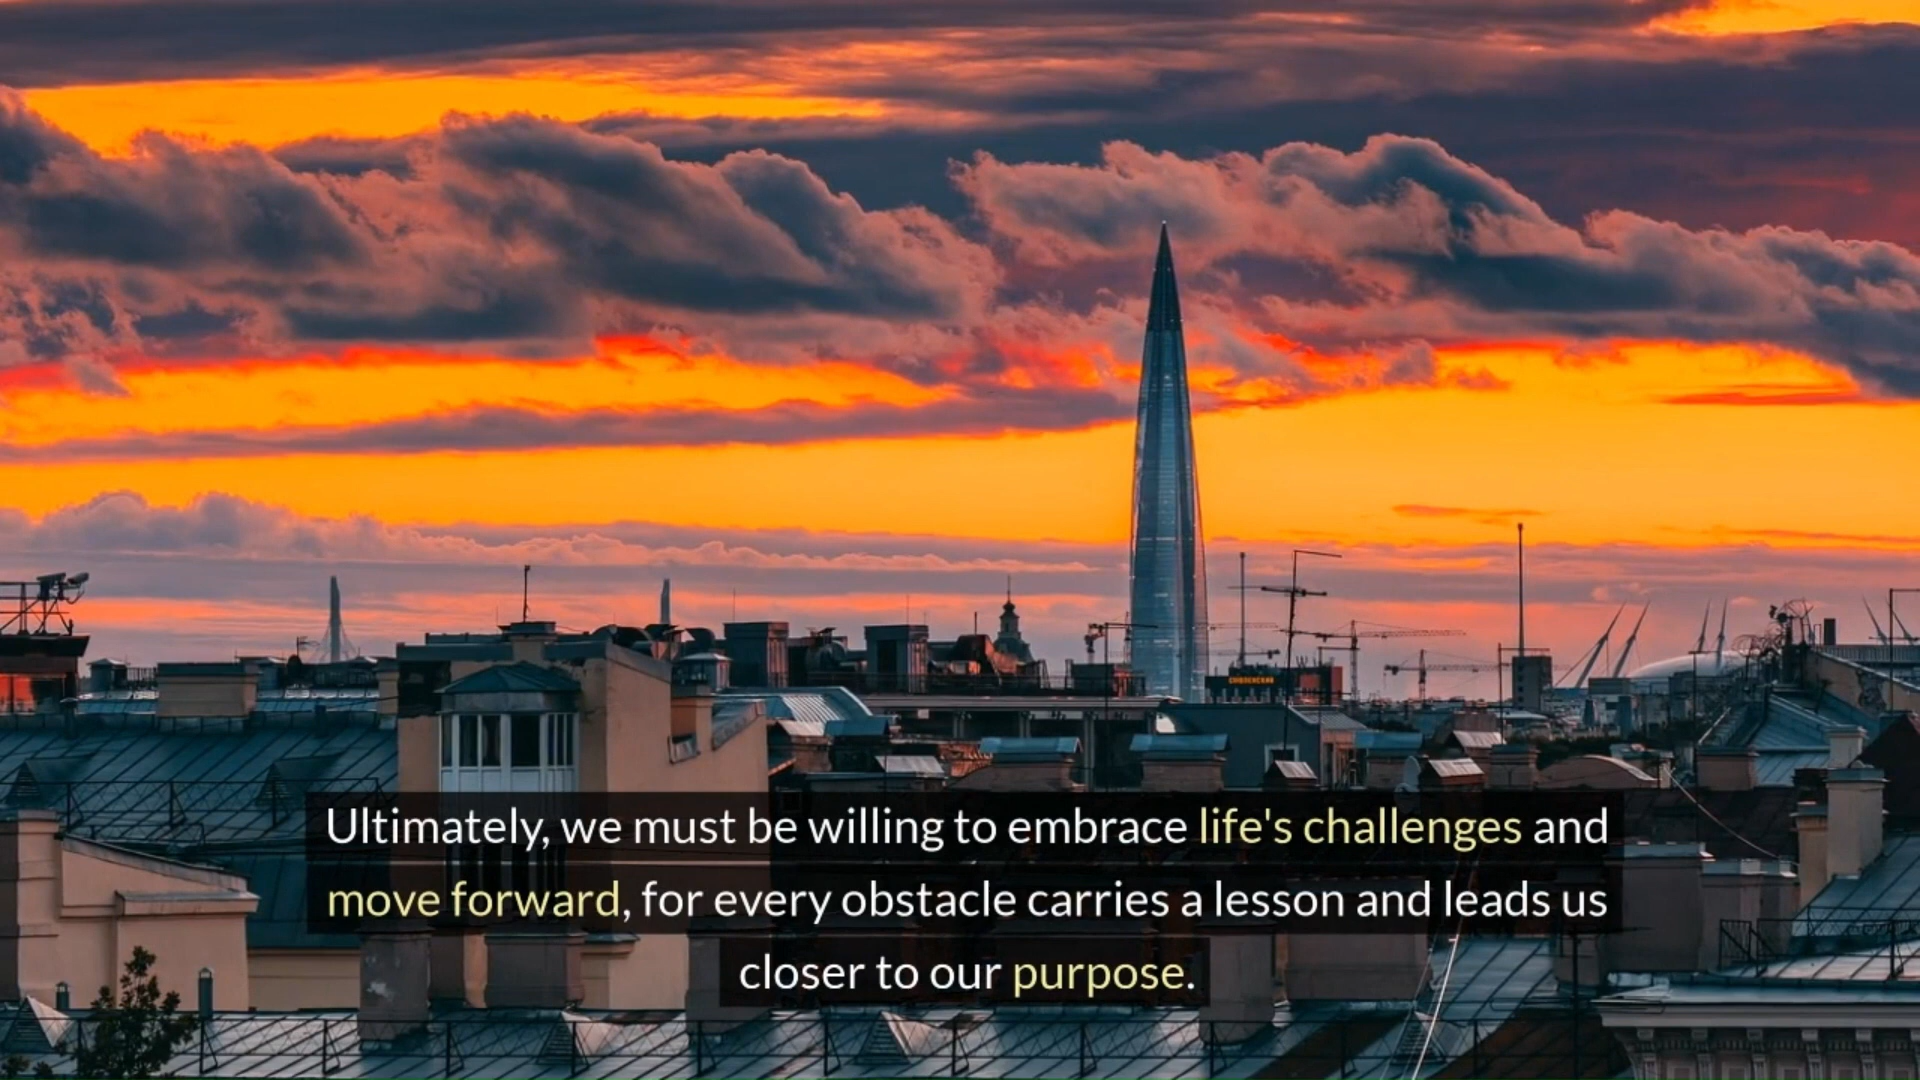 Ultimately, we must be willing to embrace life's challenges and
move forward, for every obstacle carries a lesson and leads us
closer to our purpose.